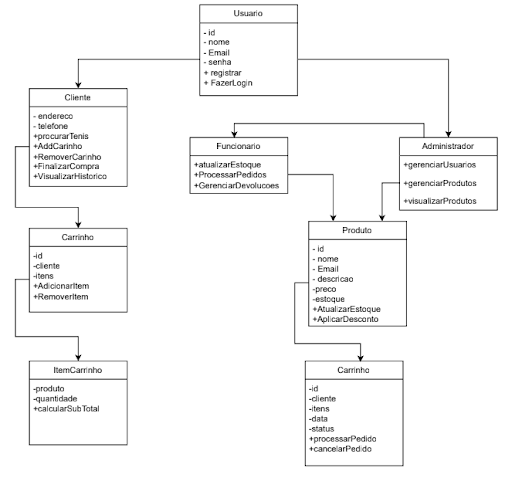 Usuario
- id
- nome
- Email
- senha
+ registrar
+ FazerLogin
Cliente
- endereco
- telefone
+procurarTenis
+AddCarinho
+RemoverCarinho
+FinalizarCompra
+VisualizarHistorico
Funcionario
+atualizarEstoque
+ProcessarPedidos
+GerenciarDevolucoes
Administrador
+gerenciarUsuarios
+gerenciarProdutos
+visualizarProdutos
Carrinho
-id
-cliente
-itens
+AdicionarItem
+RemoverItem
Produto
- id
- nome
- Email
- descricao
-preco
-estoque
+AtualizarEstoque
+AplicarDesconto
ItemCarrinho
-produto
-quantidade
+calcularSubTotal
Carrinho
-id
-cliente
-itens
-data
-status
+processarPedido
+cancelarPedido